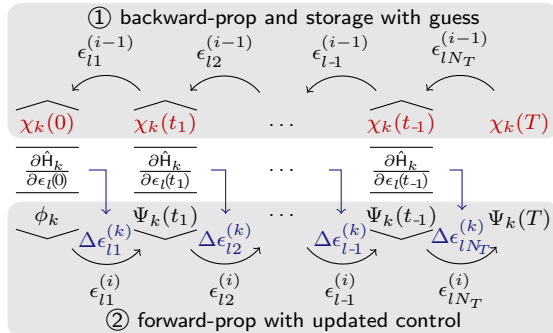 ① backward-prop and storage with guess
ϵ_{l1}^{(i−1)} ϵ_{l2}^{(i−1)} ϵ_{l-1}^{(i−1)} ϵ_{lN_T}^{(i−1)}
χ_k(0) χ_k(t_1) … χ_k(t_{-1}) χ_k(T)
∂Ĥ_k/∂ϵ_l(0) ∂Ĥ_k/∂ϵ_l(t_1) … ∂Ĥ_k/∂ϵ_l(t_{-1})
ϕ_k Ψ_k(t_1) … Ψ_k(t_{-1}) Ψ_k(T)
Δϵ_{l1}^{(k)} Δϵ_{l2}^{(k)} Δϵ_{l-1}^{(k)} Δϵ_{lN_T}^{(k)}
ϵ_{l1}^{(i)} ϵ_{l2}^{(i)} ϵ_{l-1}^{(i)} ϵ_{lN_T}^{(i)}
② forward-prop with updated control